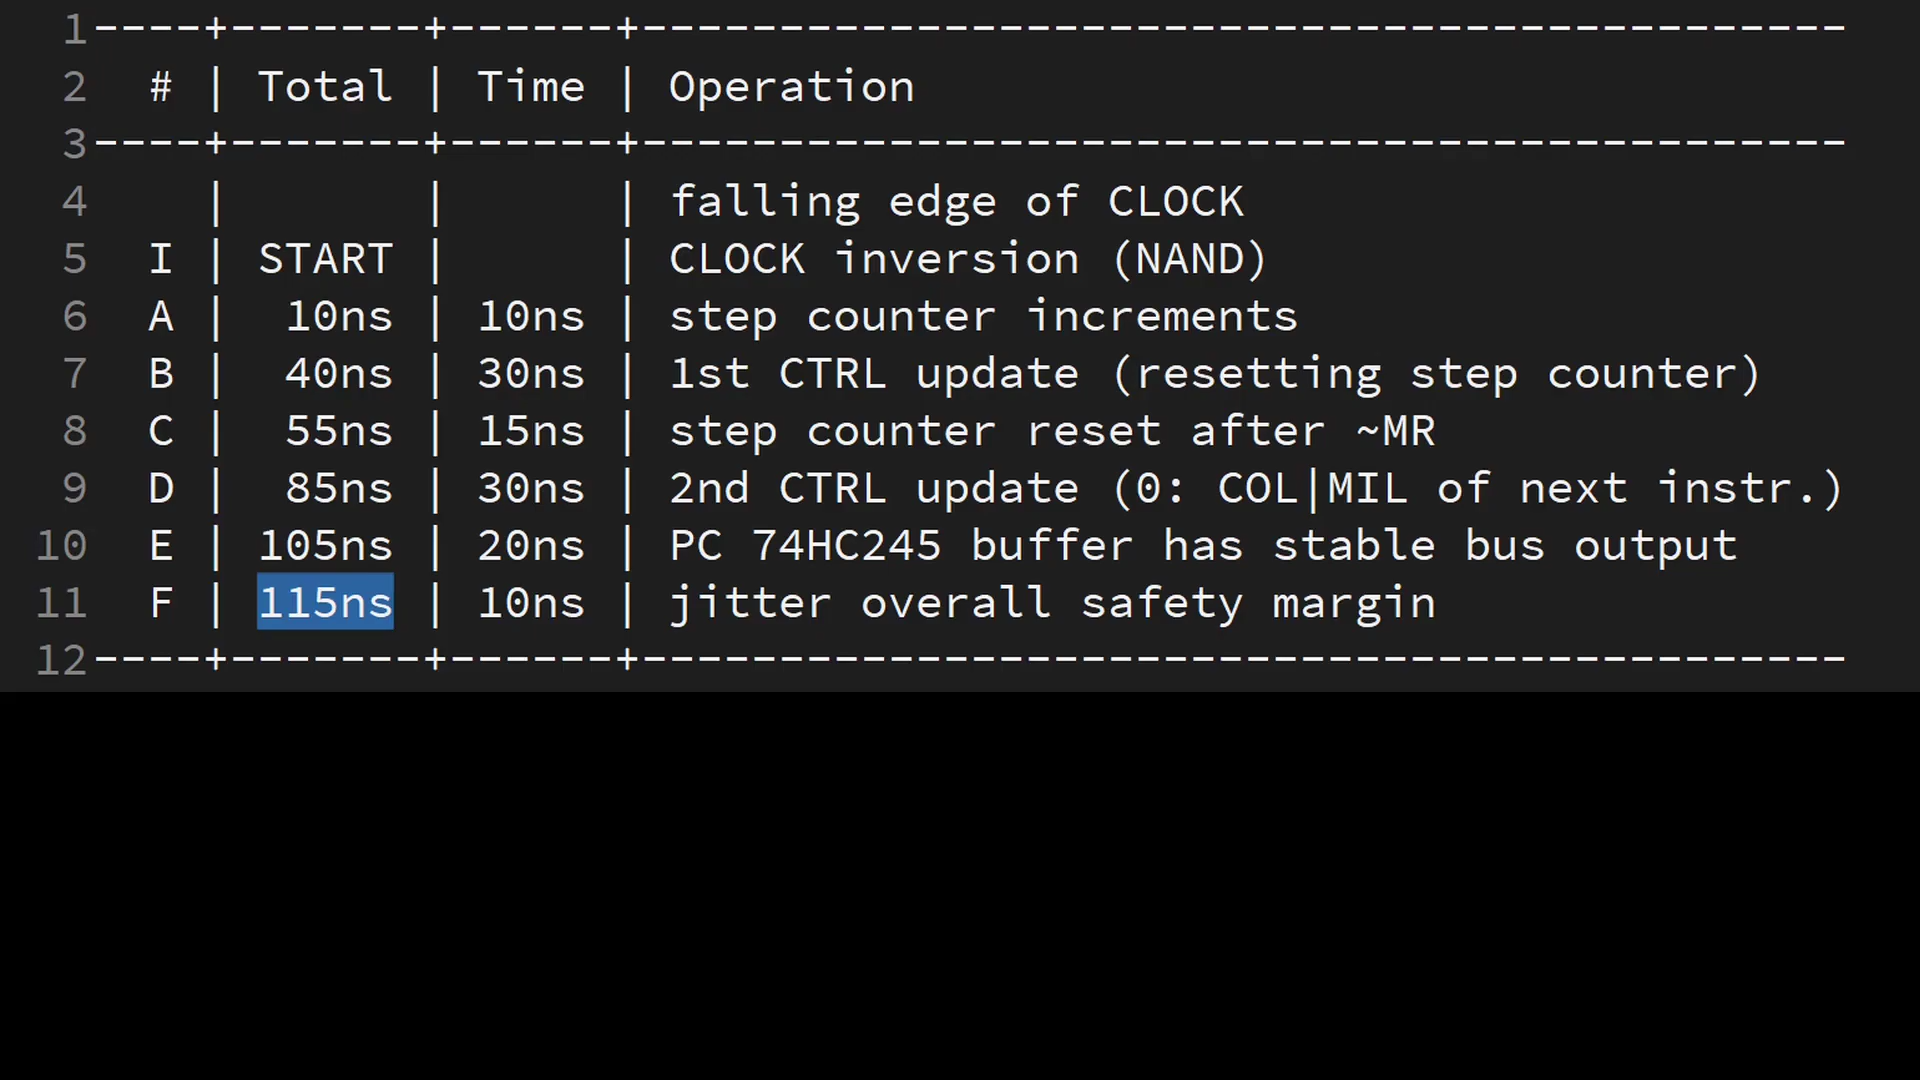 1----+-------+------+--------------------------------------------
2  # | Total | Time | Operation
3----+-------+------+--------------------------------------------
4    |       |      | falling edge of CLOCK
5  I | START |      | CLOCK inversion (NAND)
6  A |  10ns | 10ns | step counter increments
7  B |  40ns | 30ns | 1st CTRL update (resetting step counter)
8  C |  55ns | 15ns | step counter reset after ~MR
9  D |  85ns | 30ns | 2nd CTRL update (0: COL|MIL of next instr.)
10  E | 105ns | 20ns | PC 74HC245 buffer has stable bus output
11  F | 115ns | 10ns | jitter overall safety margin
12----+-------+------+--------------------------------------------